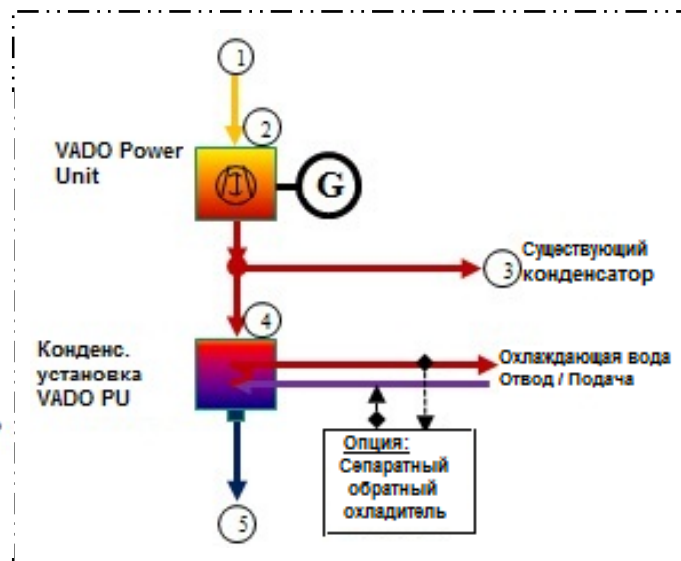 1
2
VADO Power
Unit
G
Существующий
3 конденсатор
4
Конденс.
установка
VADO PU
Охлаждающая вода
Отвод / Подача
Опция:
Сепаратный
обратный
охладитель
5